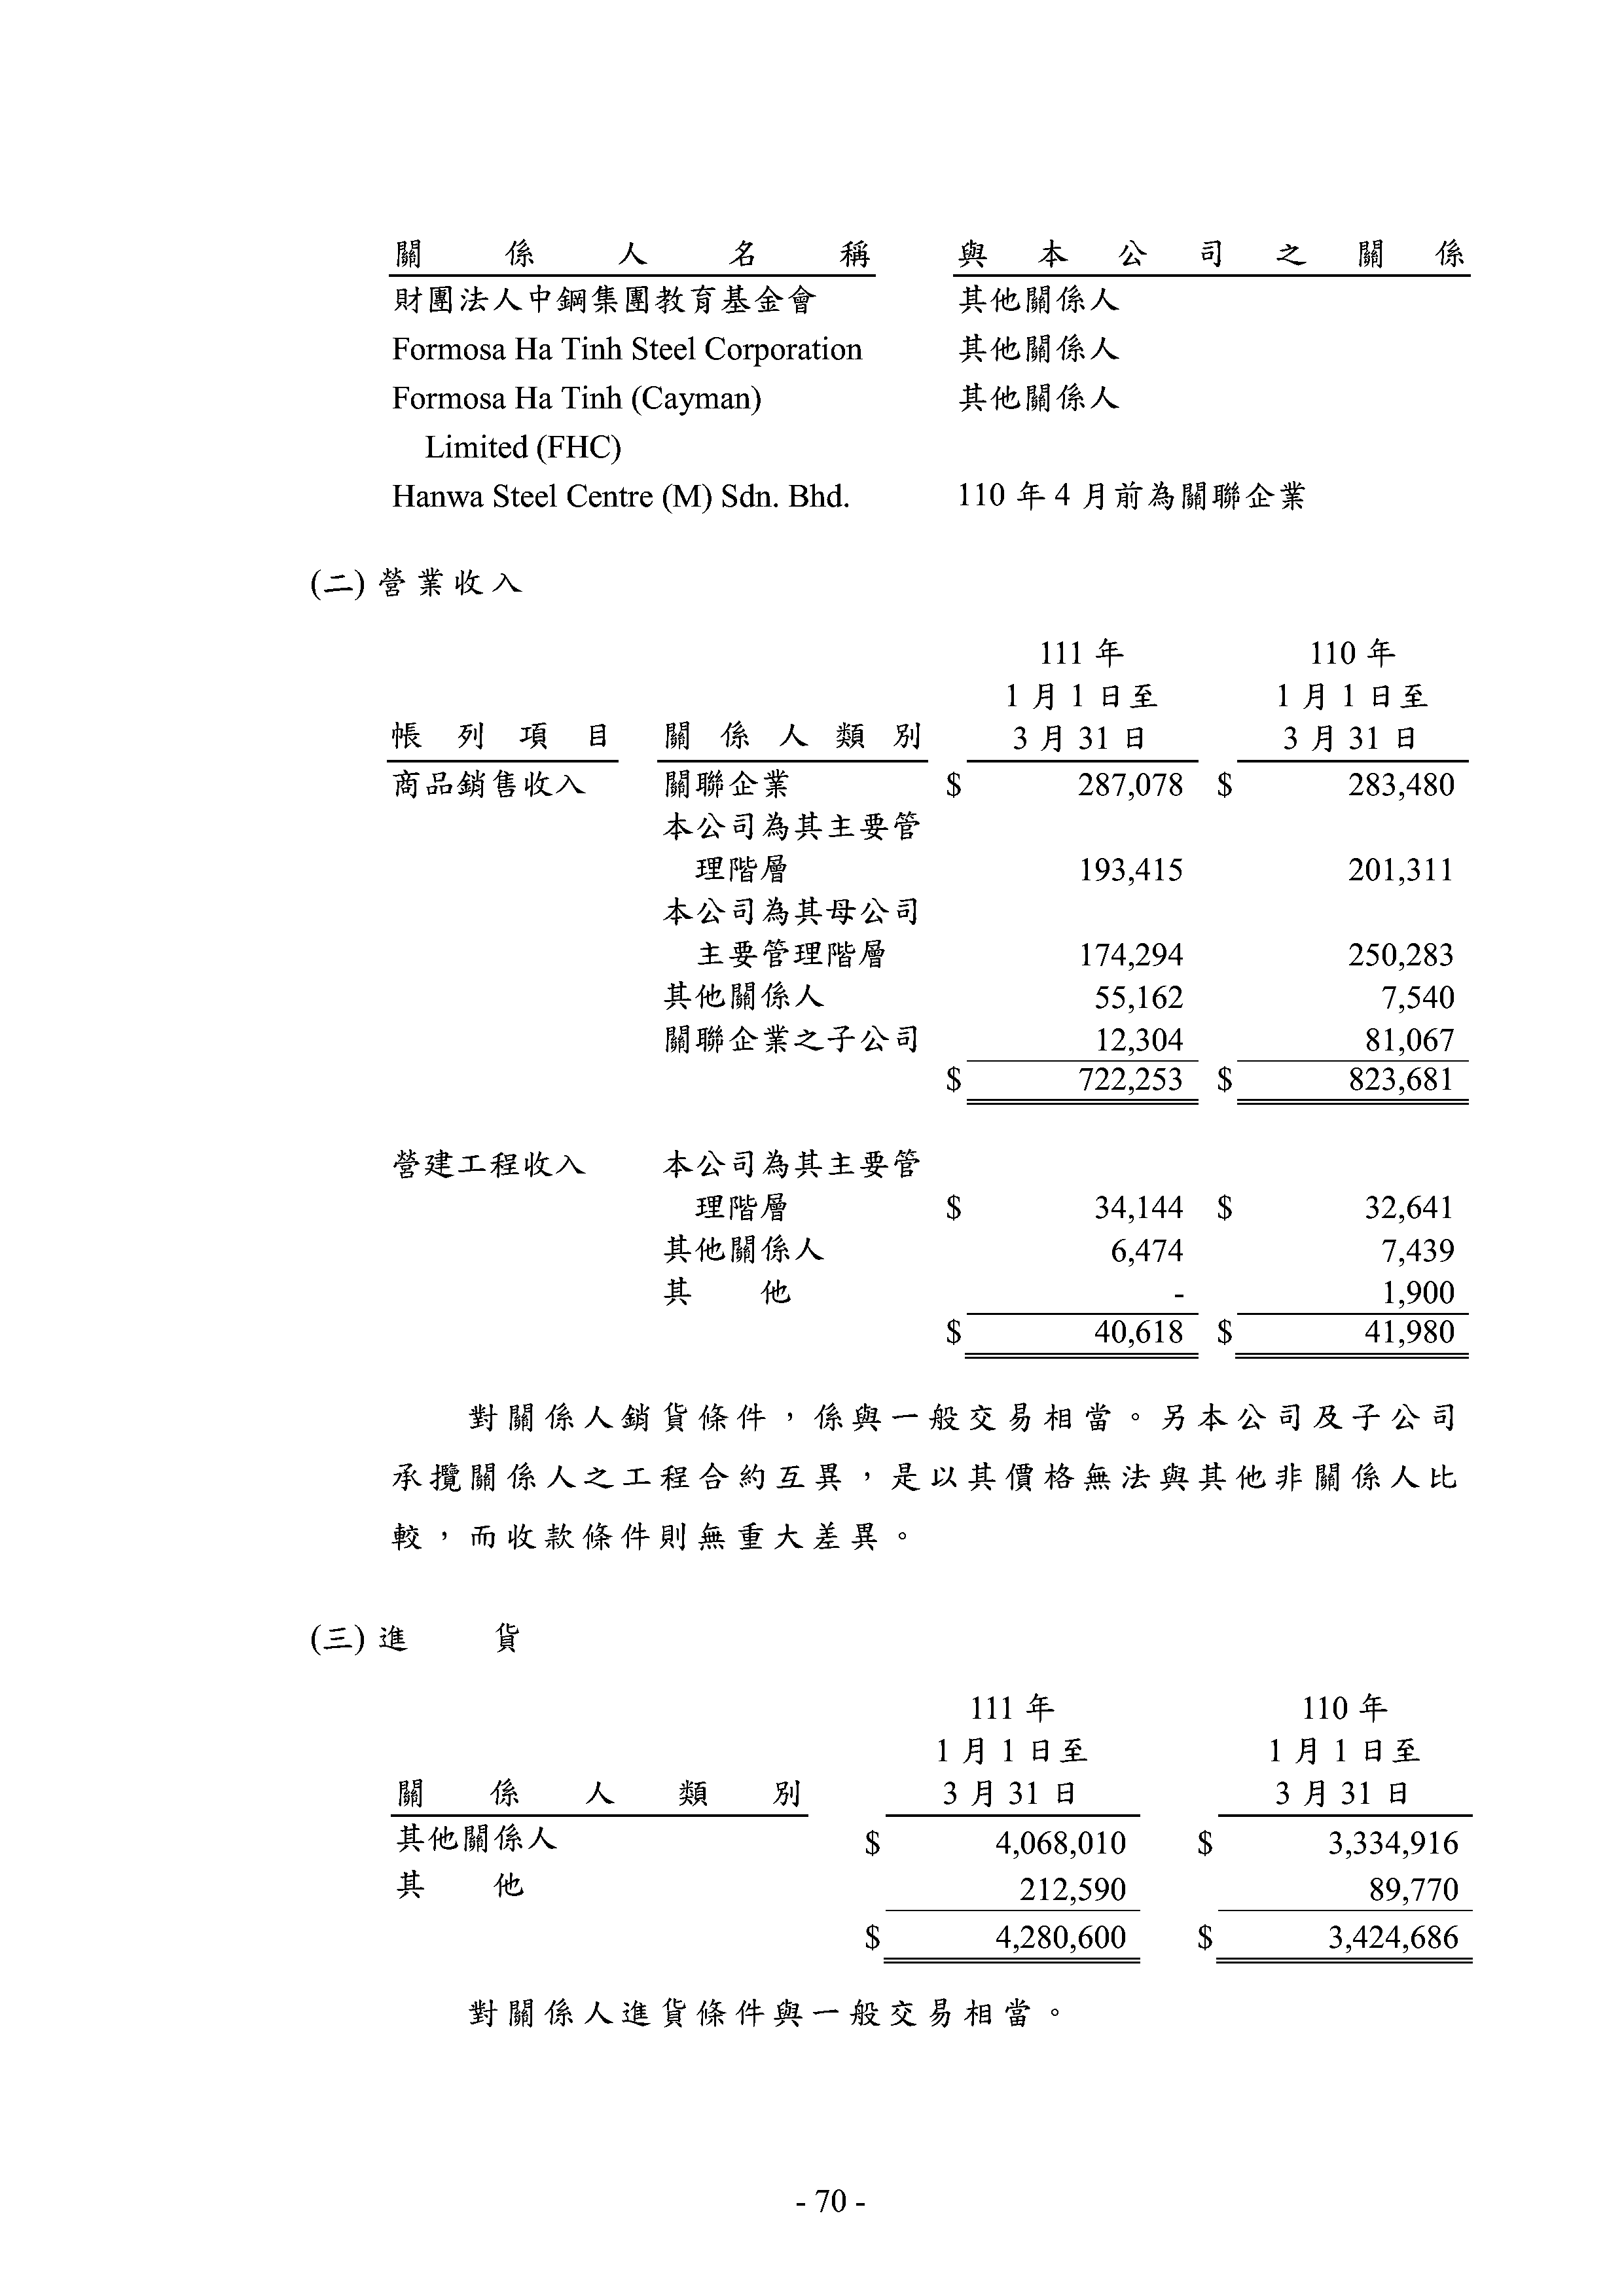 關係人名稱 與本公司之關係
財團法人中鋼集團教育基金會 其他關係人
Formosa Ha Tinh Steel Corporation 其他關係人
Formosa Ha Tinh (Cayman) 其他關係人
Limited (FHC)
Hanwa Steel Centre (M) Sdn. Bhd. 110 年 4 月前為關聯企業
(二) 營業收入
111 年 110 年
1 月 1 日至 1 月 1 日至
帳列項目 關係人類別 3 月 31 日 3 月 31 日
商品銷售收入 關聯企業 $ 287,078 $ 283,480
本公司為其主要管
理階層 193,415 201,311
本公司為其母公司
主要管理階層 174,294 250,283
其他關係人 55,162 7,540
關聯企業之子公司 12,304 81,067
$ 722,253 $ 823,681
營建工程收入 本公司為其主要管
理階層 $ 34,144 $ 32,641
其他關係人 6,474 7,439
其他 - 1,900
$ 40,618 $ 41,980
對關係人銷貨條件，係與一般交易相當。另本公司及子公司
承攬關係人之工程合約互異，是以其價格無法與其他非關係人比
較，而收款條件則無重大差異。
(三) 進貨
111 年 110 年
1 月 1 日至 1 月 1 日至
關係人類別 3 月 31 日 3 月 31 日
其他關係人 $ 4,068,010 $ 3,334,916
其他 212,590 89,770
$ 4,280,600 $ 3,424,686
對關係人進貨條件與一般交易相當。
- 70 -